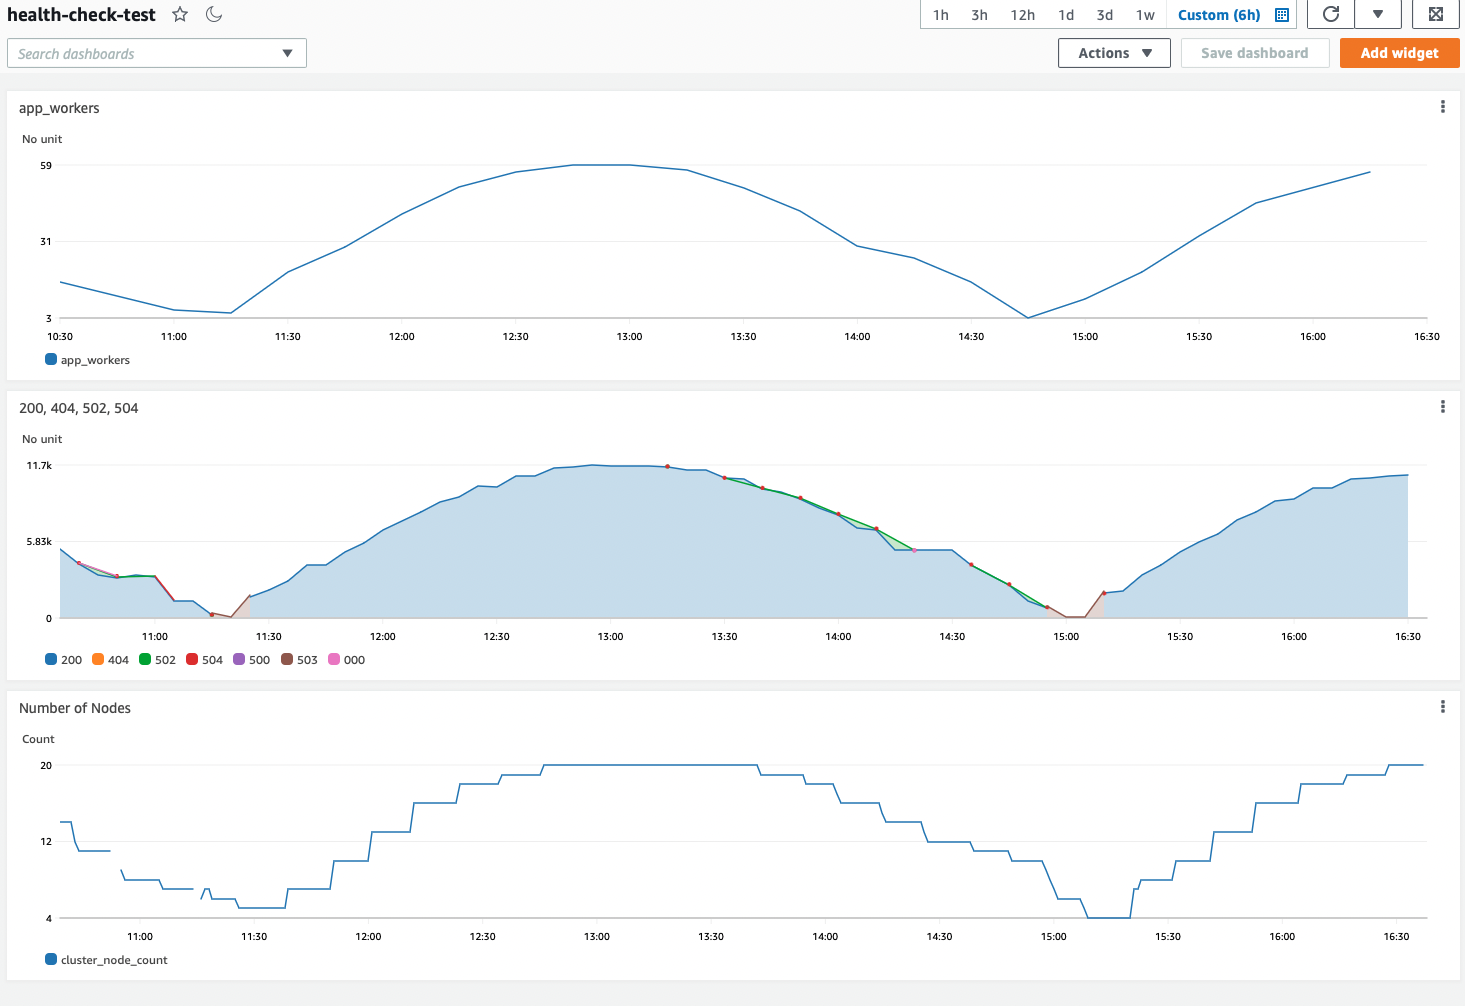 health-check-test
1h 3h 12h 1d 3d 1w Custom (6h)
Search dashboards
Actions
Save dashboard
Add widget
app_workers
No unit
59
31
3
10:30 11:00 11:30 12:00 12:30 13:00 13:30 14:00 14:30 15:00 15:30 16:00 16:30
app_workers
200, 404, 502, 504
No unit
11.7k
5.83k
0
11:00 11:30 12:00 12:30 13:00 13:30 14:00 14:30 15:00 15:30 16:00 16:30
200 404 502 504 500 503 000
Number of Nodes
Count
20
12
4
11:00 11:30 12:00 12:30 13:00 13:30 14:00 14:30 15:00 15:30 16:00 16:30
cluster_node_count